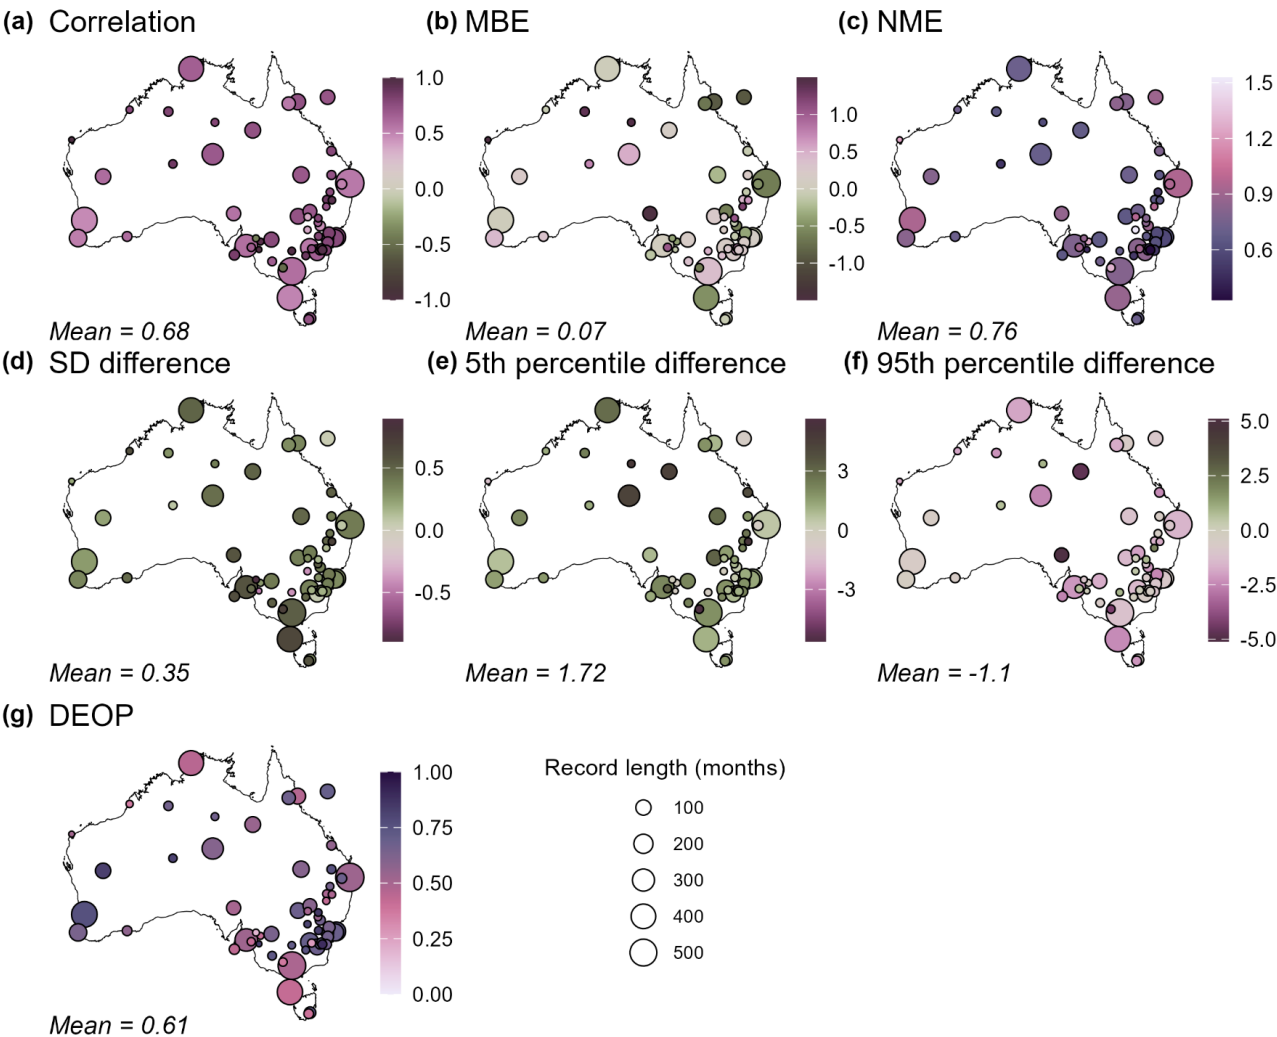 (a) Correlation
1.0
0.5
0.0
-0.5
-1.0
Mean = 0.68
(b) MBE
1.0
0.5
0.0
-0.5
-1.0
Mean = 0.07
(c) NME
1.5
1.2
0.9
0.6
Mean = 0.76
(d) SD difference
0.5
0.0
-0.5
Mean = 0.35
(e) 5th percentile difference
3
0
-3
Mean = 1.72
(f) 95th percentile difference
5.0
2.5
0.0
-2.5
-5.0
Mean = -1.1
(g) DEOP
1.00
0.75
0.50
0.25
0.00
Mean = 0.61
Record length (months)
100
200
300
400
500